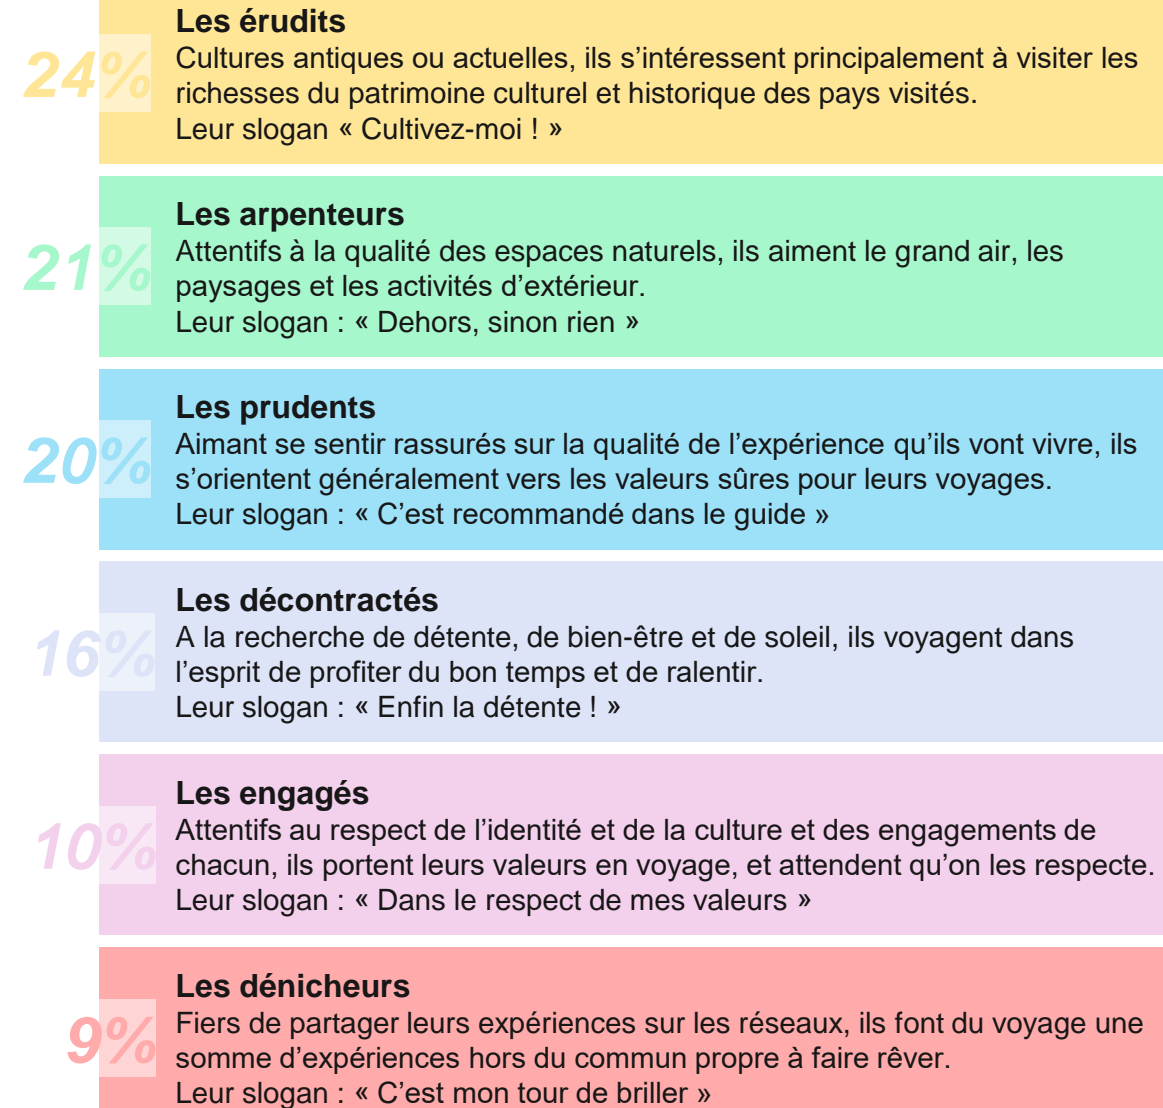 Les érudits
24%
Cultures antiques ou actuelles, ils s’intéressent principalement à visiter les
richesses du patrimoine culturel et historique des pays visités.
Leur slogan « Cultivez-moi ! »
Les arpenteurs
21%
Attentifs à la qualité des espaces naturels, ils aiment le grand air, les
paysages et les activités d’extérieur.
Leur slogan : « Dehors, sinon rien »
Les prudents
20%
Aimant se sentir rassurés sur la qualité de l’expérience qu’ils vont vivre, ils
s’orientent généralement vers les valeurs sûres pour leurs voyages.
Leur slogan : « C’est recommandé dans le guide »
Les décontractés
16%
A la recherche de détente, de bien-être et de soleil, ils voyagent dans
l’esprit de profiter du bon temps et de ralentir.
Leur slogan : « Enfin la détente ! »
Les engagés
10%
Attentifs au respect de l’identité et de la culture et des engagements de
chacun, ils portent leurs valeurs en voyage, et attendent qu’on les respecte.
Leur slogan : « Dans le respect de mes valeurs »
Les dénicheurs
9%
Fiers de partager leurs expériences sur les réseaux, ils font du voyage une
somme d’expériences hors du commun propre à faire rêver.
Leur slogan : « C’est mon tour de briller »